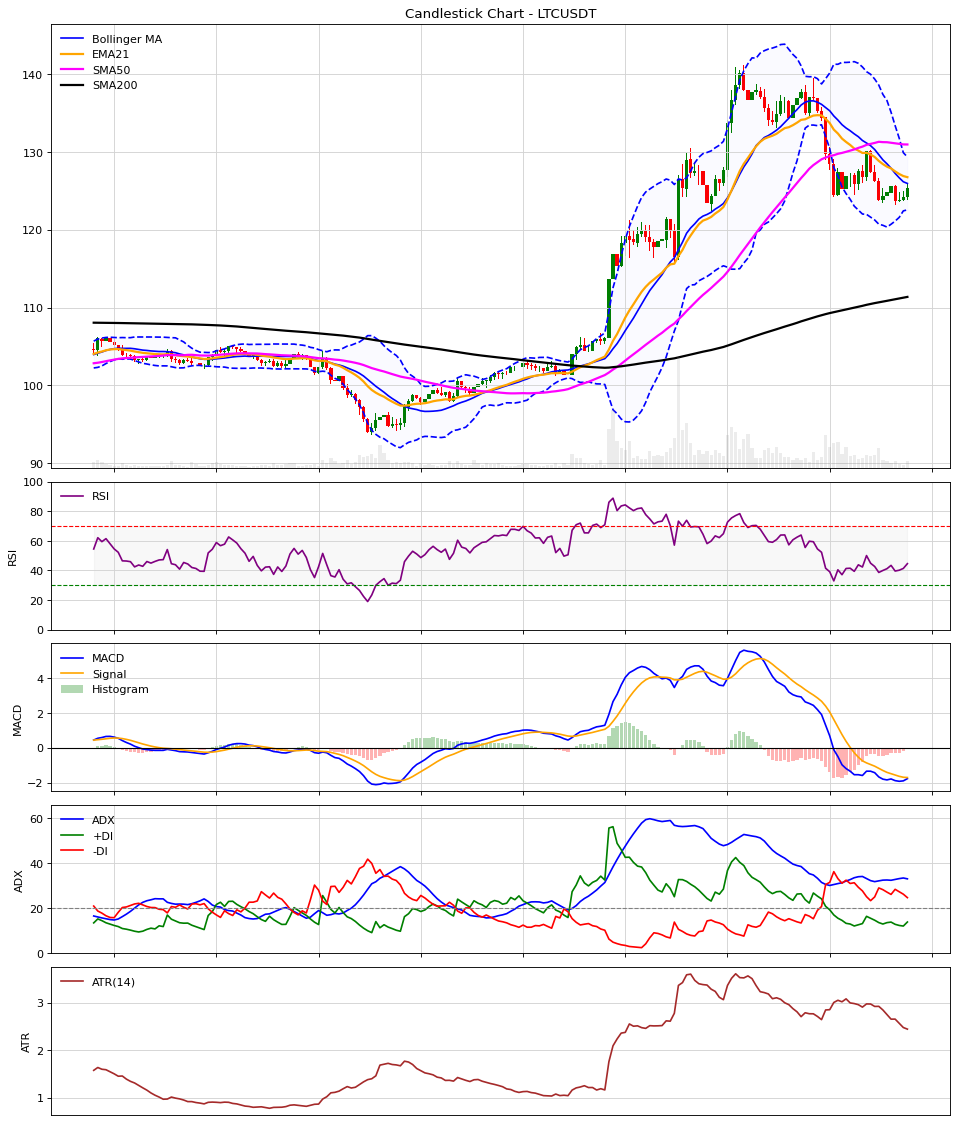 Candlestick Chart - LTCUSDT
Bollinger MA
EMA21
SMA50
SMA200
140
130
120
110
100
90
RSI
RSI
100
80
60
40
20
0
MACD
Signal
Histogram
MACD
4
2
0
−2
ADX
+DI
-DI
ADX
60
40
20
0
ATR(14)
ATR
3
2
1